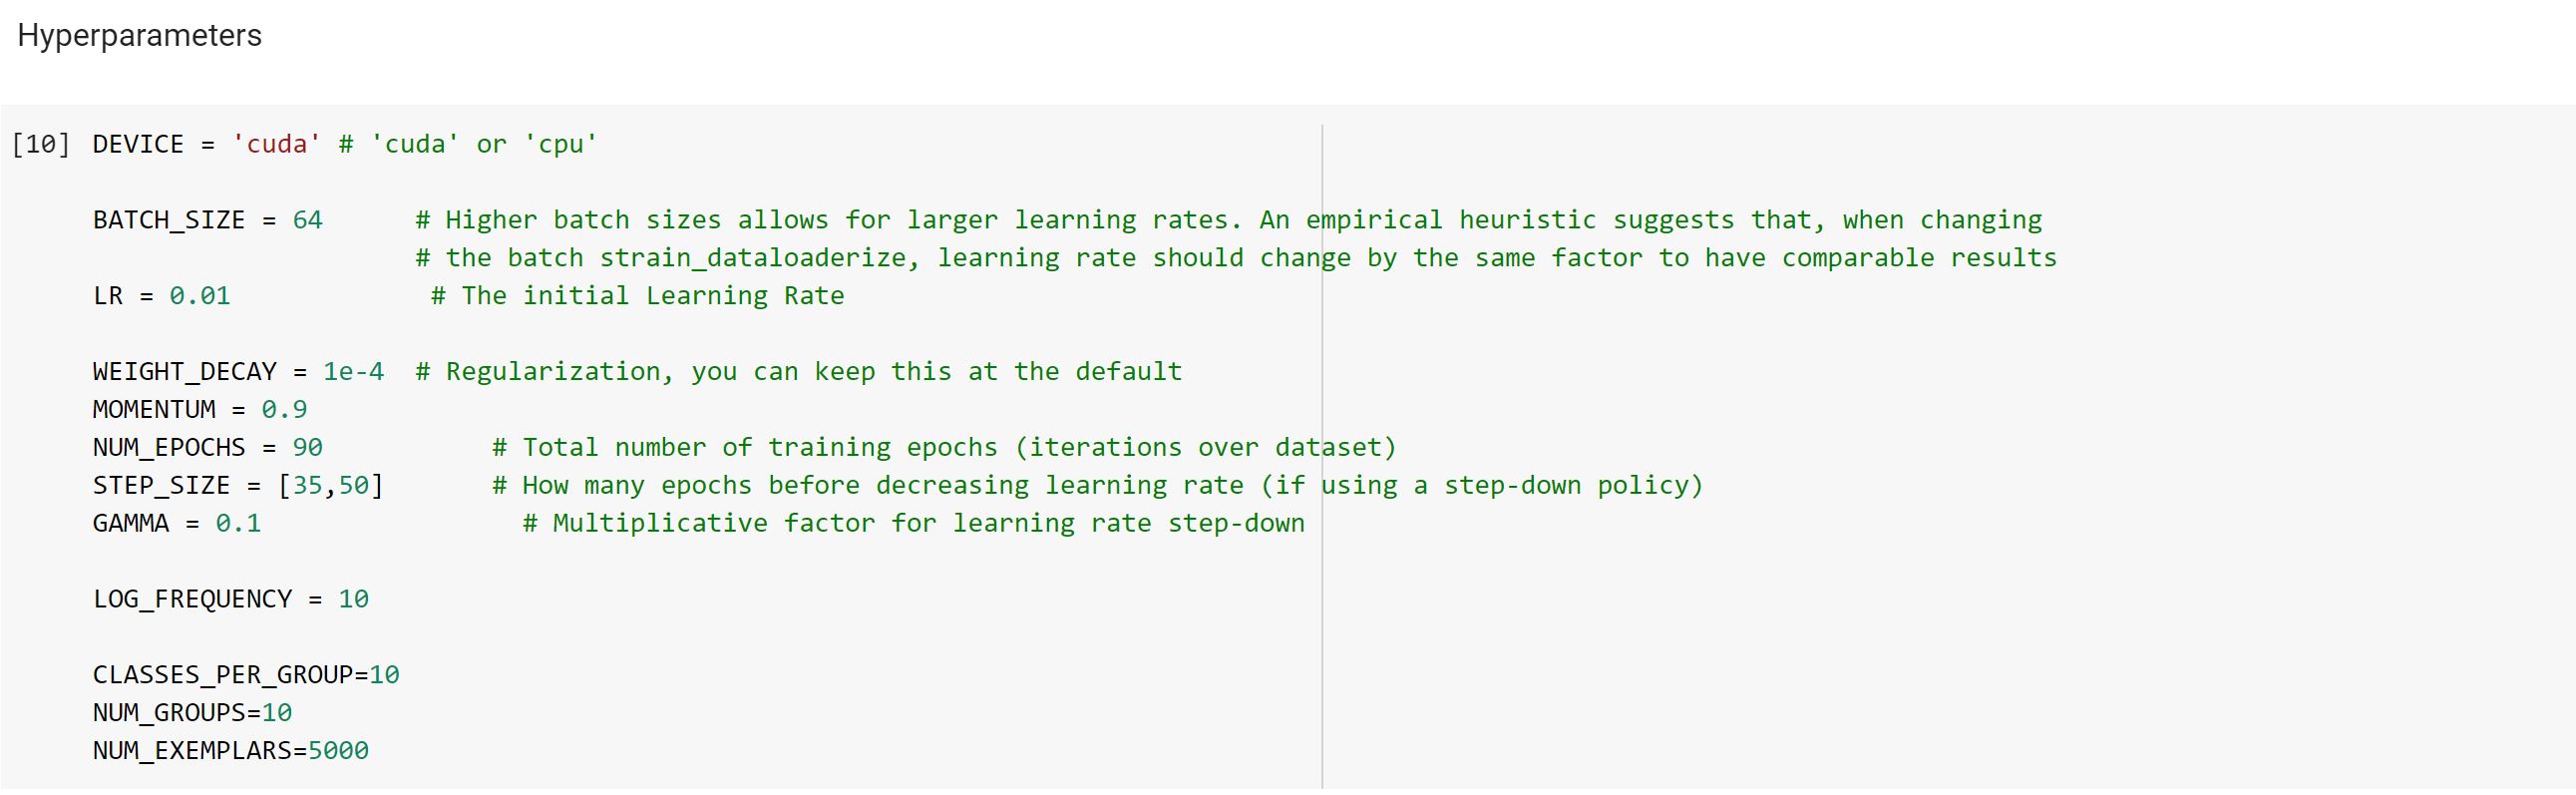 Hyperparameters
[10] DEVICE = 'cuda' # 'cuda' or 'cpu'
BATCH_SIZE = 64      # Higher batch sizes allows for larger learning rates. An empirical heuristic suggests that, when changing
# the batch strain_dataloaderize, learning rate should change by the same factor to have comparable results
LR = 0.01             # The initial Learning Rate
WEIGHT_DECAY = 1e-4  # Regularization, you can keep this at the default
MOMENTUM = 0.9
NUM_EPOCHS = 90           # Total number of training epochs (iterations over dataset)
STEP_SIZE = [35,50]       # How many epochs before decreasing learning rate (if using a step-down policy)
GAMMA = 0.1                 # Multiplicative factor for learning rate step-down
LOG_FREQUENCY = 10
CLASSES_PER_GROUP=10
NUM_GROUPS=10
NUM_EXEMPLARS=5000